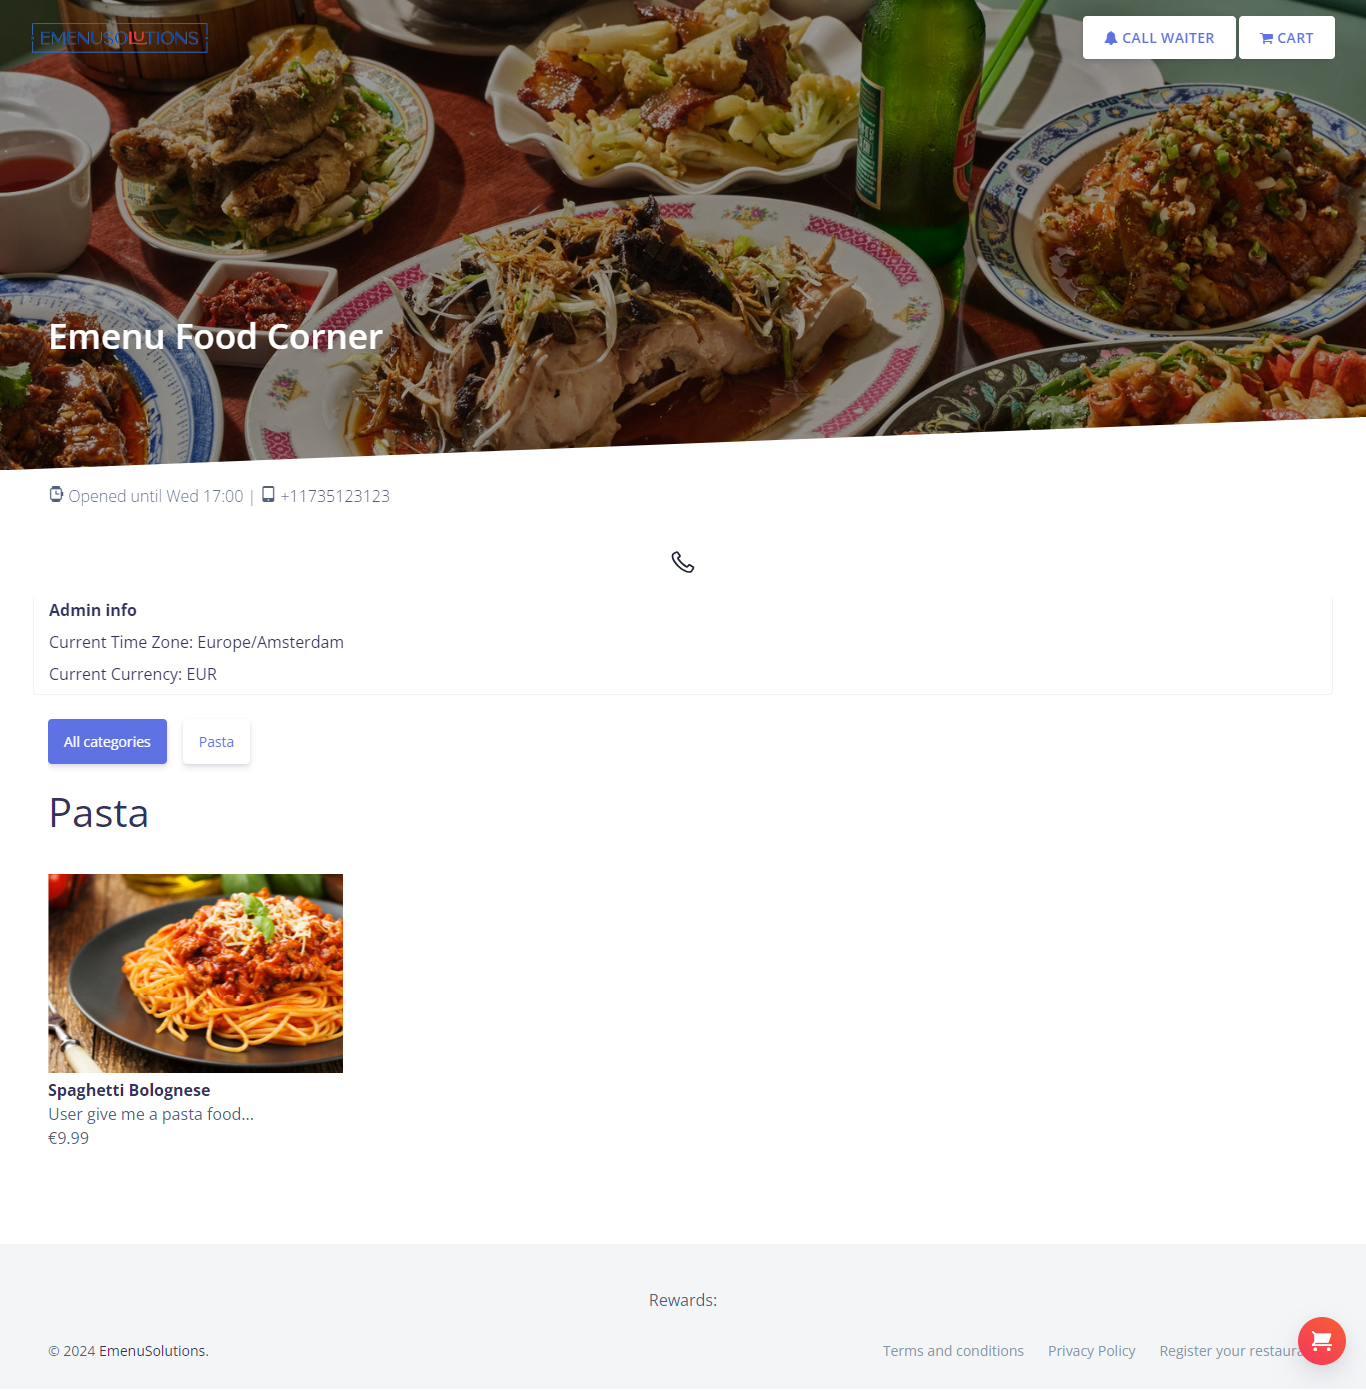 EMENUSOLUTIONS
CALL WAITER
CART
Emenu Food Corner
Opened until Wed 17:00 | +11735123123
Admin info
Current Time Zone: Europe/Amsterdam
Current Currency: EUR
All categories
Pasta
Pasta
Spaghetti Bolognese
User give me a pasta food...
€9.99
Rewards:
© 2024 EmenuSolutions.
Terms and conditions
Privacy Policy
Register your restaura